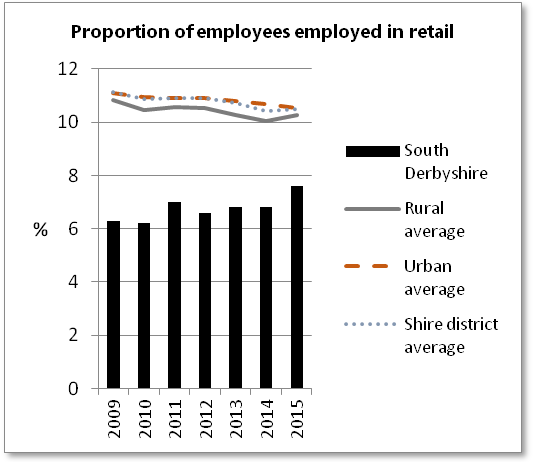 Proportion of employees employed in retail
12
10
8
6
4
2
0
%
2009
2010
2011
2012
2013
2014
2015
South
Derbyshire
Rural
average
Urban
average
Shire district
average